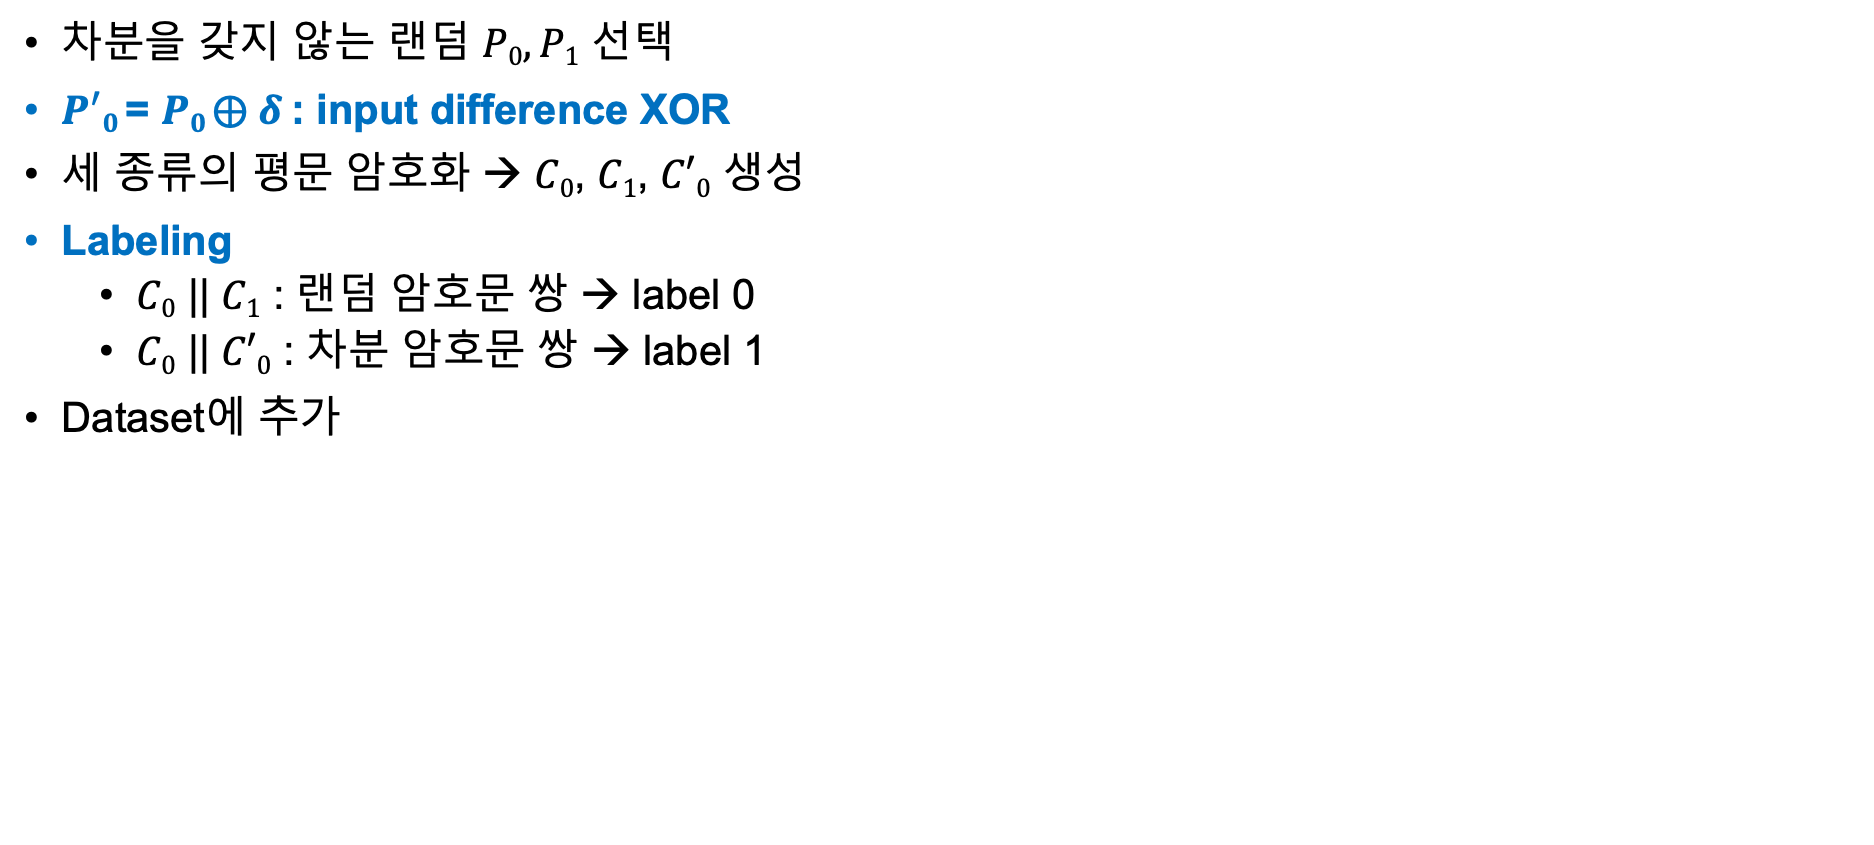 • 차분을 갖지 않는 랜덤 P₀, P₁ 선택
• P′₀ = P₀ ⊕ δ : input difference XOR
• 세 종류의 평문 암호화 → C₀, C₁, C′₀ 생성
• Labeling
• C₀ || C₁ : 랜덤 암호문 쌍 → label 0
• C₀ || C′₀ : 차분 암호문 쌍 → label 1
• Dataset에 추가